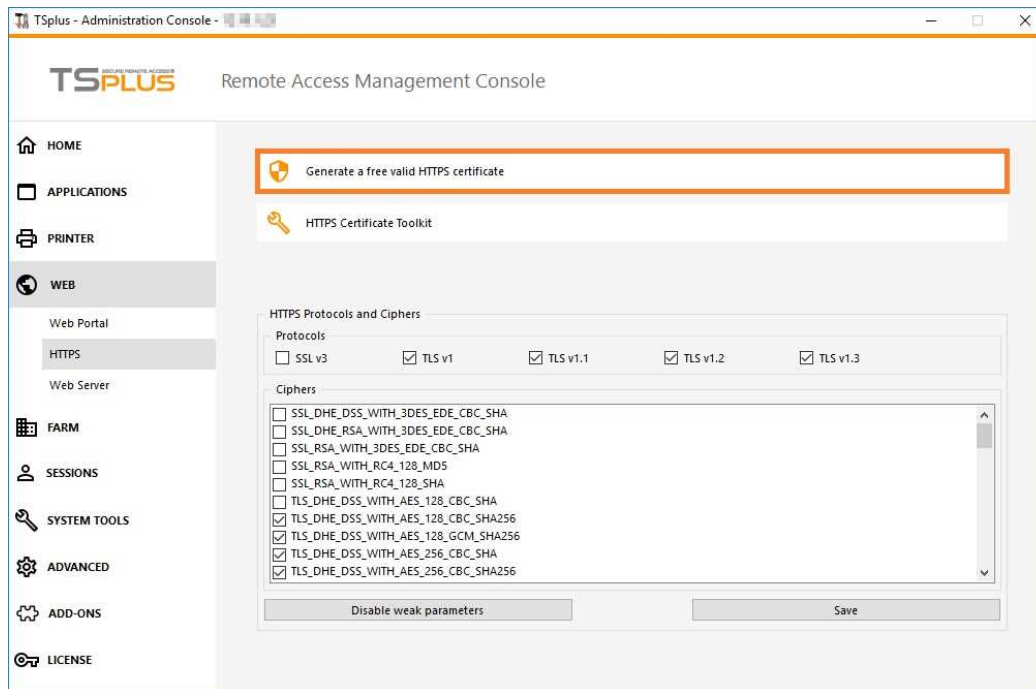 TSplus - Administration Console -
TSPLUS SECURE REMOTE ACCESS
Remote Access Management Console
HOME
APPLICATIONS
PRINTER
WEB
Web Portal
HTTPS
Web Server
FARM
SESSIONS
SYSTEM TOOLS
ADVANCED
ADD-ONS
LICENSE
Generate a free valid HTTPS certificate
HTTPS Certificate Toolkit
HTTPS Protocols and Ciphers
Protocols
SSL v3 TLS v1 TLS v1.1 TLS v1.2 TLS v1.3
Ciphers
SSL_DHE_DSS_WITH_3DES_EDE_CBC_SHA
SSL_DHE_RSA_WITH_3DES_EDE_CBC_SHA
SSL_RSA_WITH_3DES_EDE_CBC_SHA
SSL_RSA_WITH_RC4_128_MD5
SSL_RSA_WITH_RC4_128_SHA
TLS_DHE_DSS_WITH_AES_128_CBC_SHA
TLS_DHE_DSS_WITH_AES_128_CBC_SHA256
TLS_DHE_DSS_WITH_AES_128_GCM_SHA256
TLS_DHE_DSS_WITH_AES_256_CBC_SHA
TLS_DHE_DSS_WITH_AES_256_CBC_SHA256
Disable weak parameters Save